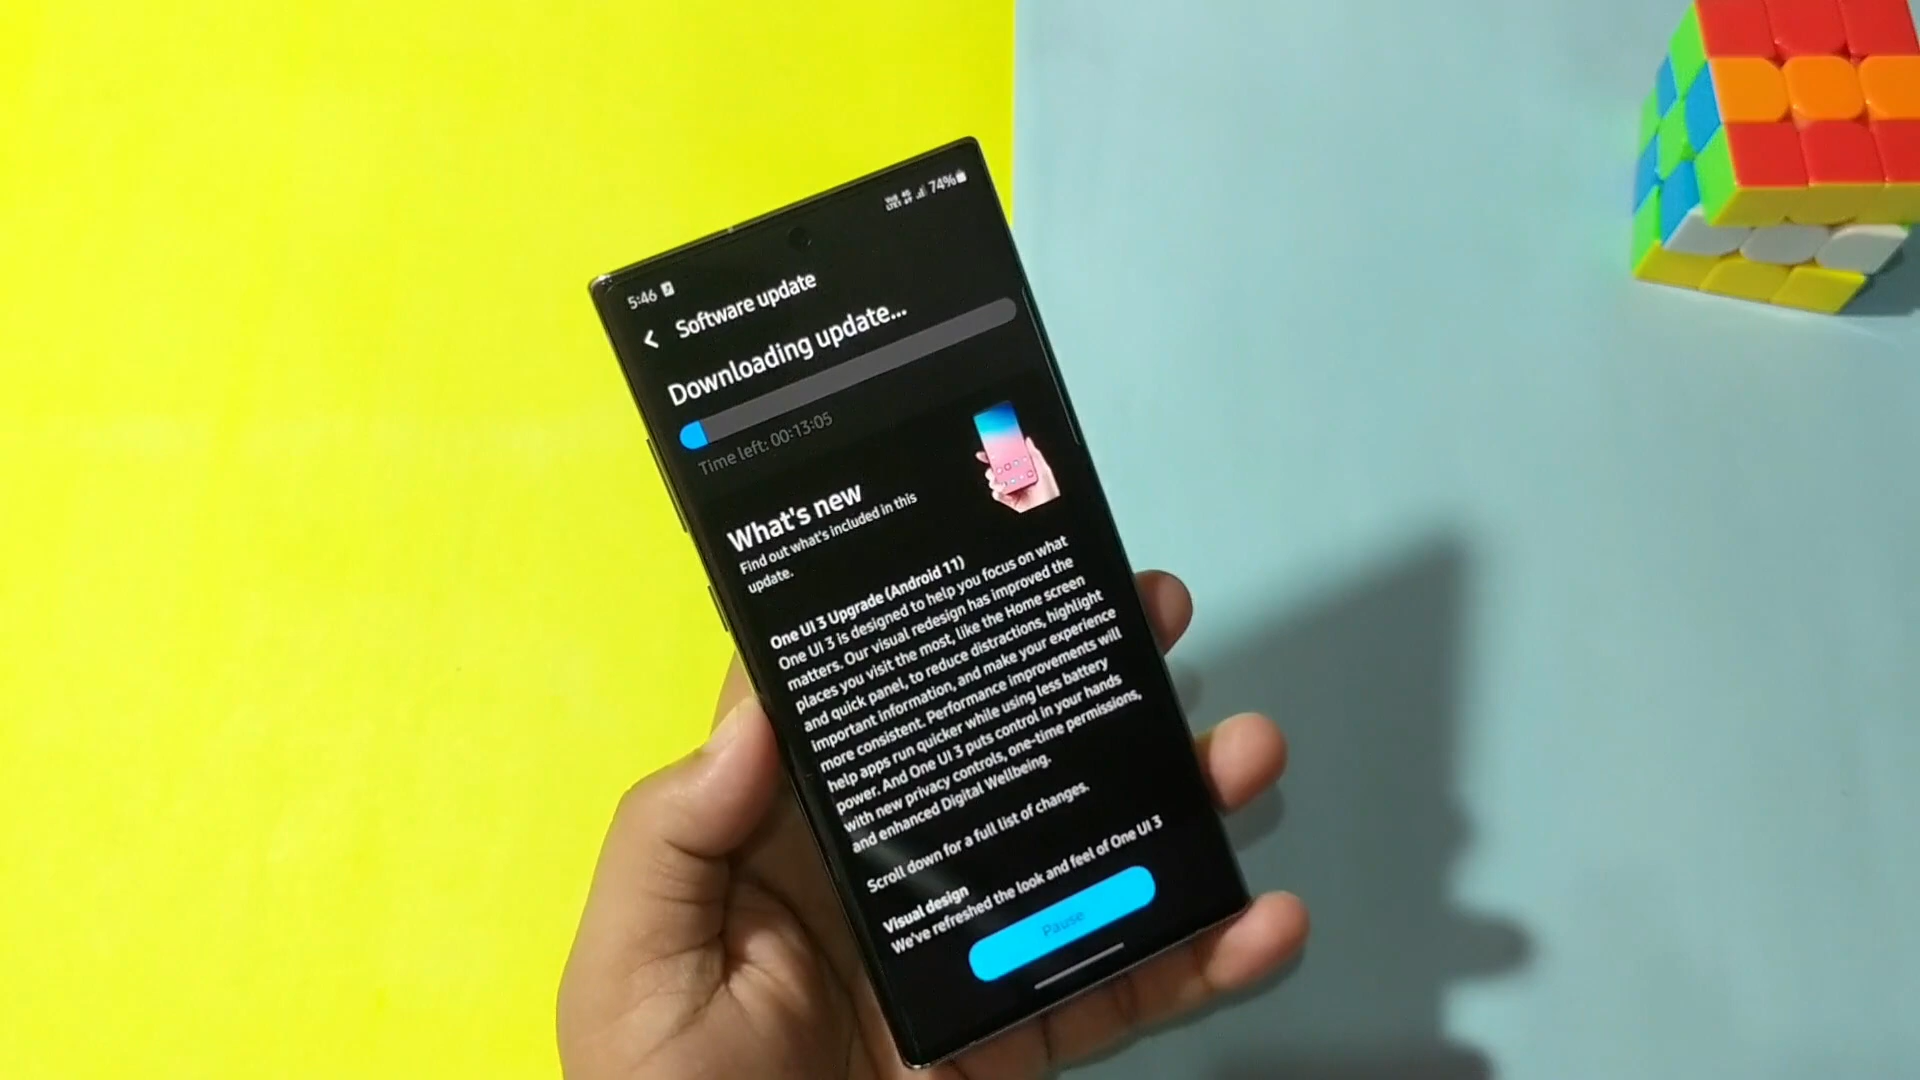 5:46
74%
Software update
Downloading update...
Time left: 00:13:05
What's new
Find out what's included in this
update.
One UI 3 Upgrade (Android 11)
One UI 3 is designed to help you focus on what
matters. Our visual redesign has improved the
places you visit the most, like the Home screen
and quick panel, to reduce distractions, highlight
important information, and make your experience
more consistent. Performance improvements will
help apps run quicker while using less battery
power. And One UI 3 puts control in your hands
with new privacy controls, one-time permissions,
and enhanced Digital Wellbeing.
Scroll down for a full list of changes.
Visual design
We've refreshed the look and feel of One UI 3
Pause